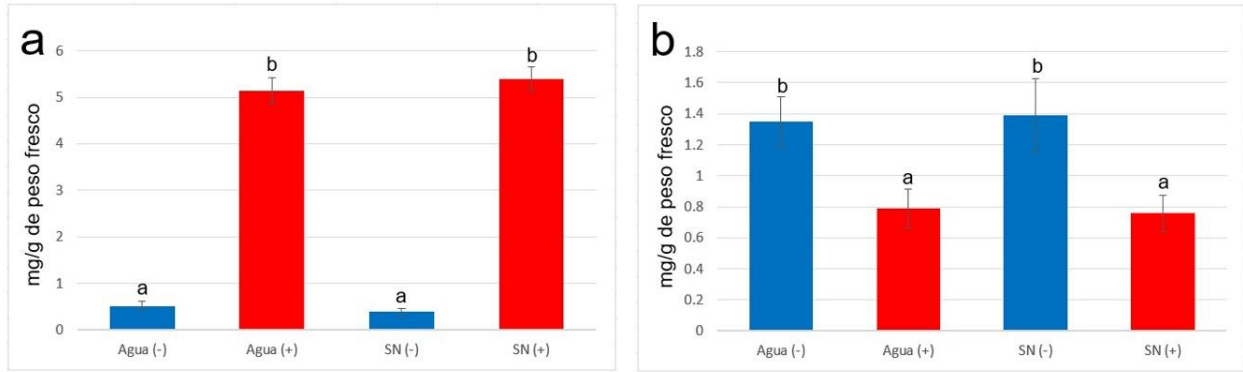 a
mg/g de peso fresco
6
5
4
3
2
1
0
a
b
a
b
Agua (-)
Agua (+)
SN (-)
SN (+)
b
mg/g de peso fresco
1.8
1.6
1.4
1.2
1
0.8
0.6
0.4
0.2
0
b
a
b
a
Agua (-)
Agua (+)
SN (-)
SN (+)